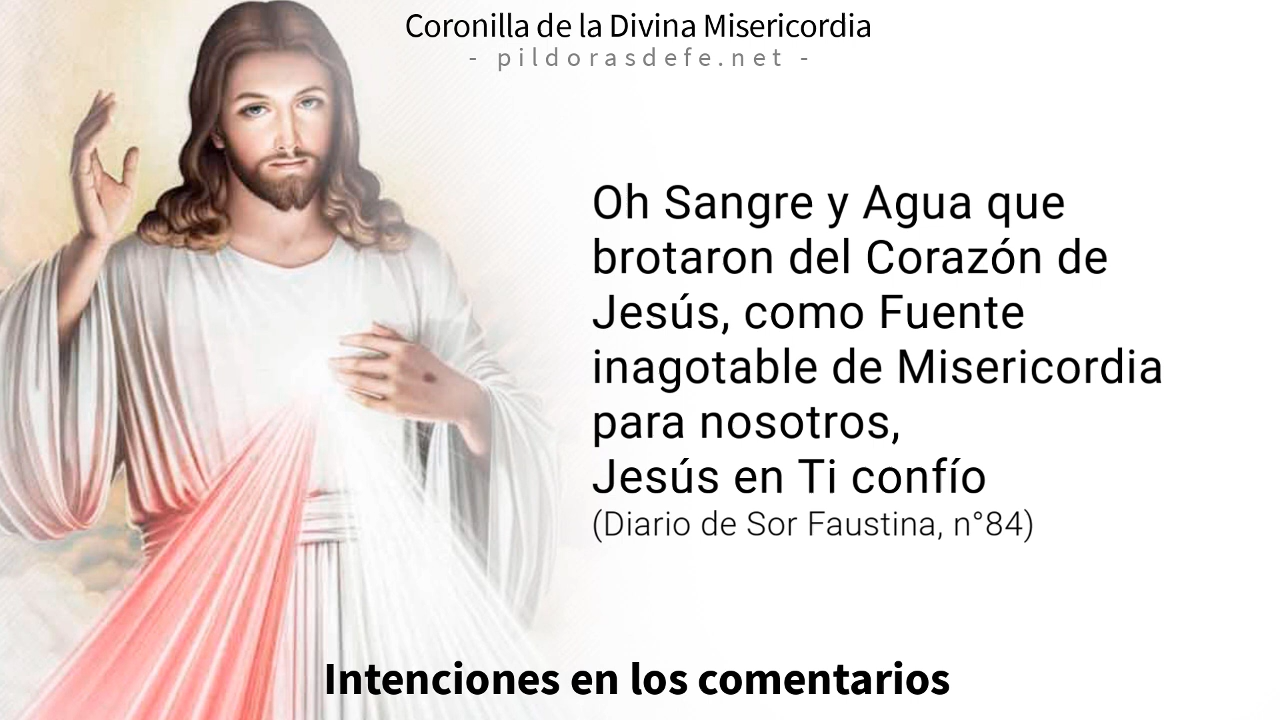 Coronilla de la Divina Misericordia
- pildorasdefe.net -
Oh Sangre y Agua que
brotaron del Corazón de
Jesús, como Fuente
inagotable de Misericordia
para nosotros,
Jesús en Ti confío
(Diario de Sor Faustina, n°84)
Intenciones en los comentarios